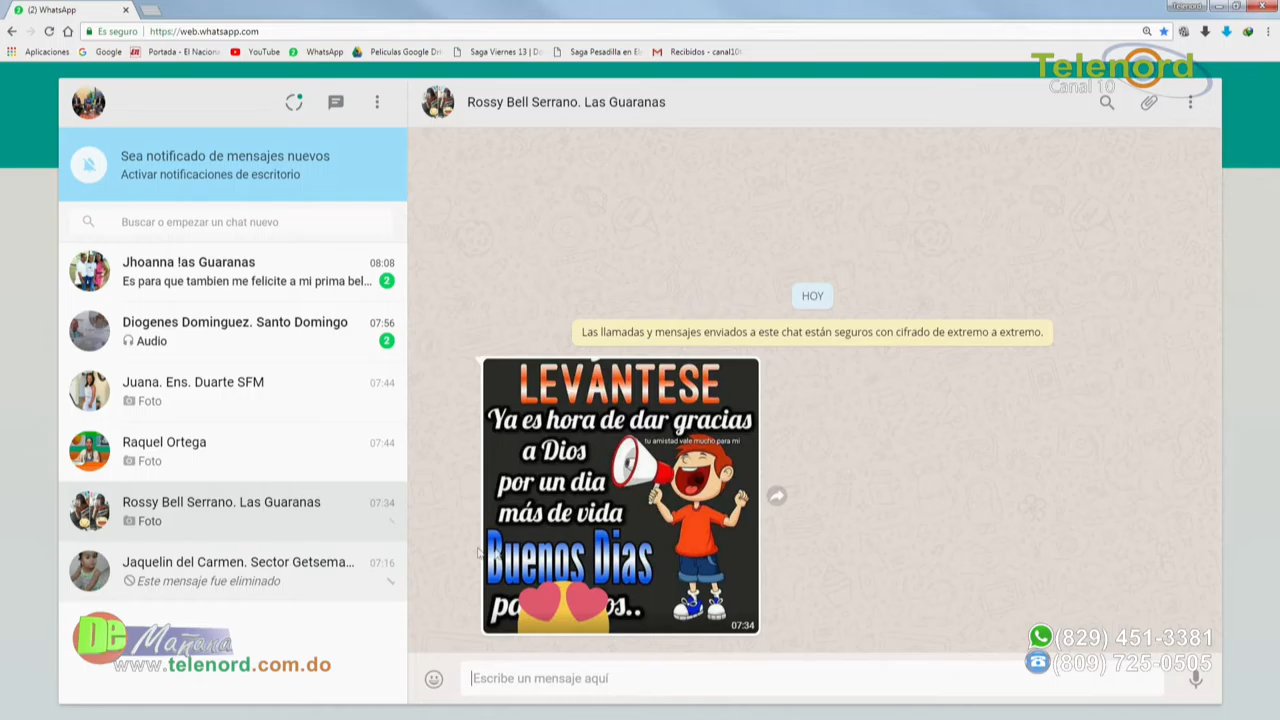 (2) WhatsApp
Telenord
Es seguro | https://web.whatsapp.com
Aplicaciones Google Portada - El Naciona YouTube WhatsApp Peliculas Google Dri Saga Viernes 13 | De Saga Pesadilla en El Recibidos - canal10t
Telenord
Canal 10
Rossy Bell Serrano. Las Guaranas
Sea notificado de mensajes nuevos
Activar notificaciones de escritorio
Buscar o empezar un chat nuevo
Jhoanna !as Guaranas 08:08
Es para que tambien me felicite a mi prima bel... 2
Diogenes Dominguez. Santo Domingo 07:56
Audio 2
Juana. Ens. Duarte SFM 07:44
Foto
Raquel Ortega 07:44
Foto
Rossy Bell Serrano. Las Guaranas 07:34
Foto
Jaquelin del Carmen. Sector Getsema... 07:16
Este mensaje fue eliminado
De Mañana
www.telenord.com.do
HOY
Las llamadas y mensajes enviados a este chat están seguros con cifrado de extremo a extremo.
LEVÁNTESE
Ya es hora de dar gracias
tu amistad vale mucho para mi
a Dios
por un dia
más de vida
Buenos Dias
07:34
(829) 451-3381
(809) 725-0505
Escribe un mensaje aquí